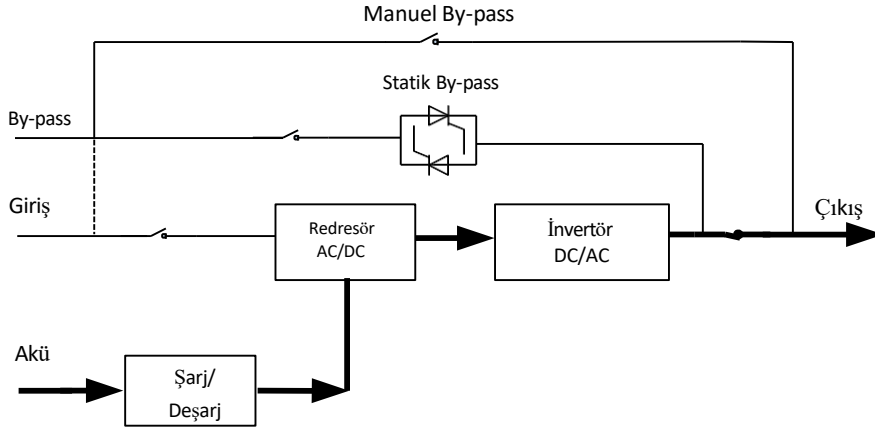 Manuel By-pass
Statik By-pass
By-pass
Giriş
Redresör
AC/DC
İnvertör
DC/AC
Çıkış
Akü
Şarj/
Deşarj